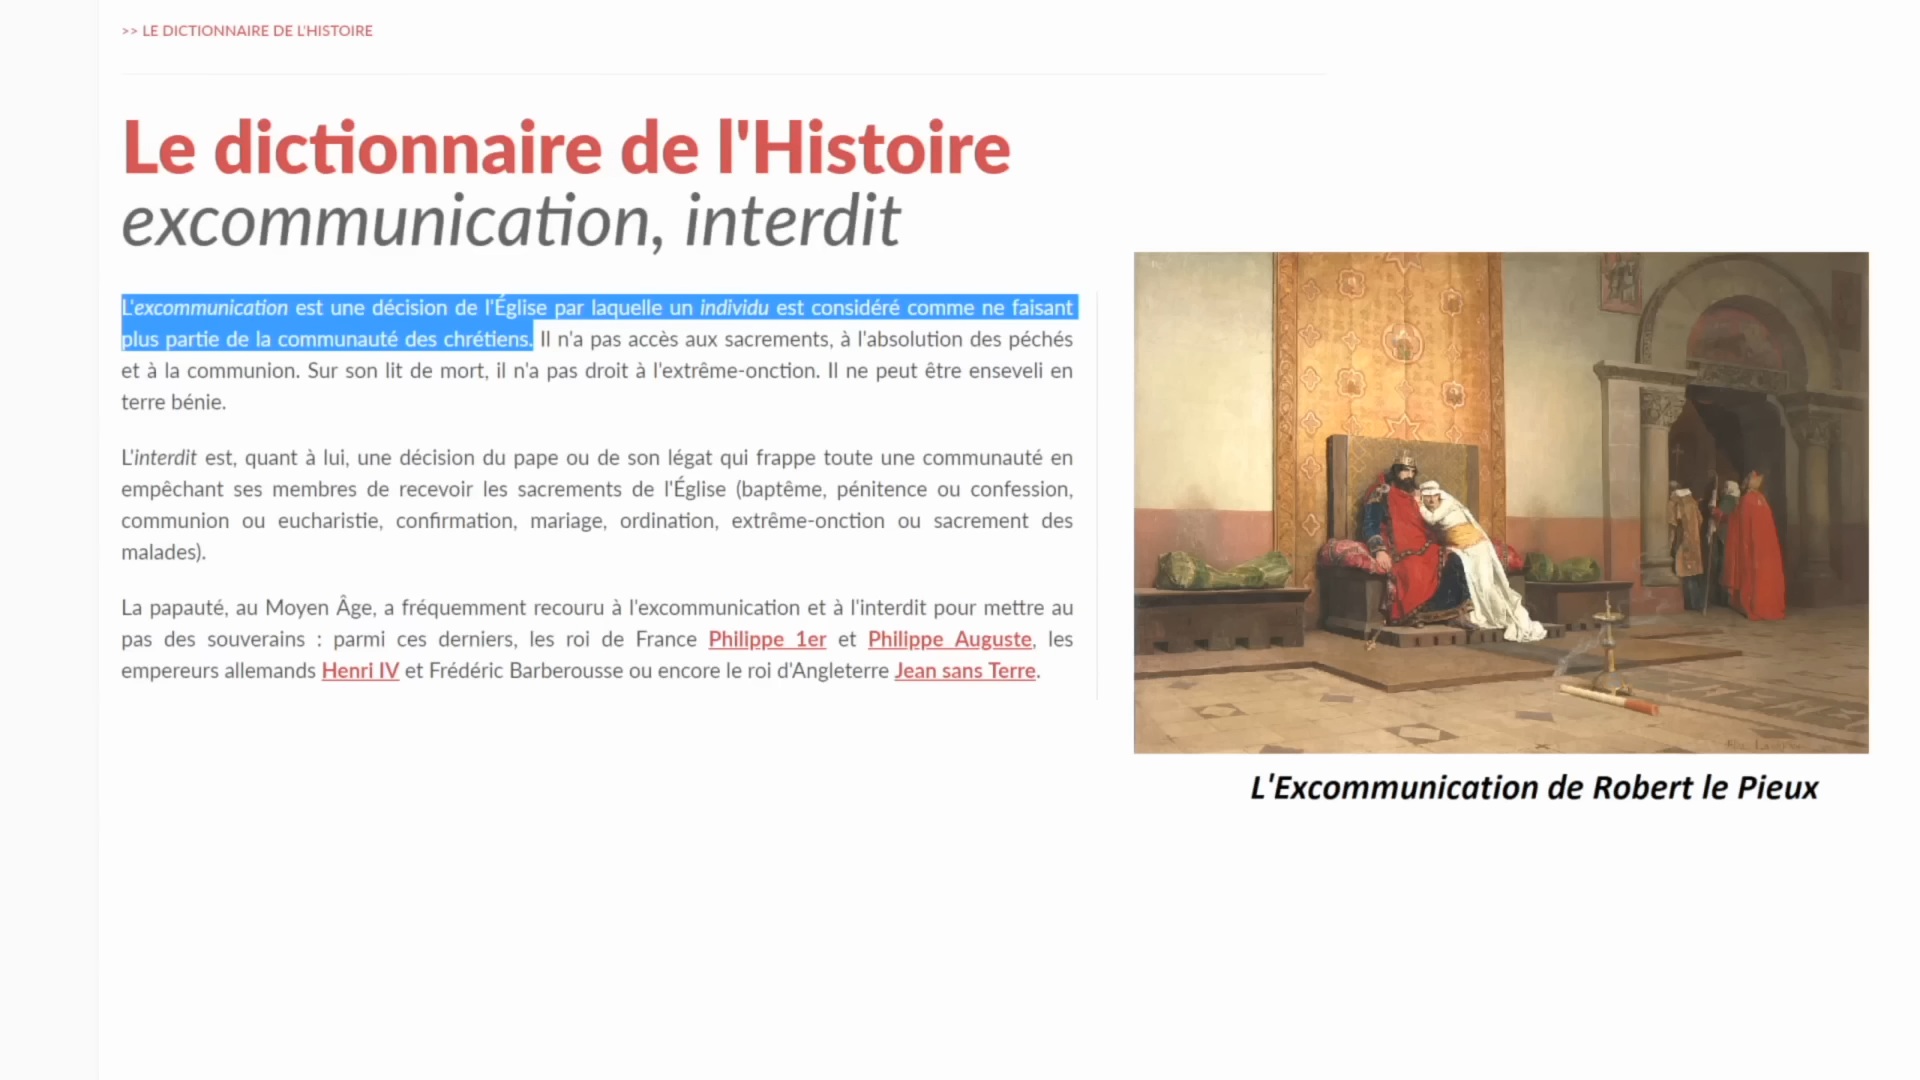 >> LE DICTIONNAIRE DE L'HISTOIRE
Le dictionnaire de l'Histoire
excommunication, interdit
L'excommunication est une décision de l'Église par laquelle un individu est considéré comme ne faisant
plus partie de la communauté des chrétiens. Il n'a pas accès aux sacrements, à l'absolution des péchés
et à la communion. Sur son lit de mort, il n'a pas droit à l'extrême-onction. Il ne peut être enseveli en
terre bénie.
L'interdit est, quant à lui, une décision du pape ou de son légat qui frappe toute une communauté en
empêchant ses membres de recevoir les sacrements de l'Église (baptême, pénitence ou confession,
communion ou eucharistie, confirmation, mariage, ordination, extrême-onction ou sacrement des
malades).
La papauté, au Moyen Âge, a fréquemment recouru à l'excommunication et à l'interdit pour mettre au
pas des souverains : parmi ces derniers, les roi de France Philippe 1er et Philippe Auguste, les
empereurs allemands Henri IV et Frédéric Barberousse ou encore le roi d'Angleterre Jean sans Terre.
L'Excommunication de Robert le Pieux